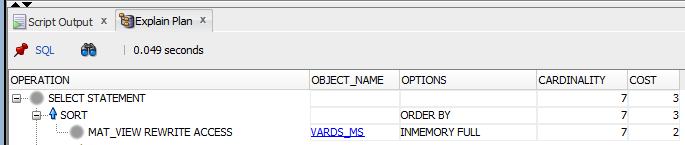 Script Output x Explain Plan x
SQL 0.049 seconds
OPERATION OBJECT_NAME OPTIONS CARDINALITY COST
SELECT STATEMENT 7 3
SORT ORDER BY 7 3
MAT_VIEW REWRITE ACCESS VARDS_MS INMEMORY FULL 7 2